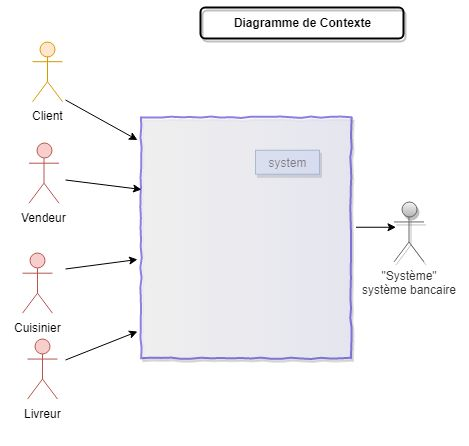 Diagramme de Contexte
Client
system
Vendeur
"Système"
système bancaire
Cuisinier
Livreur